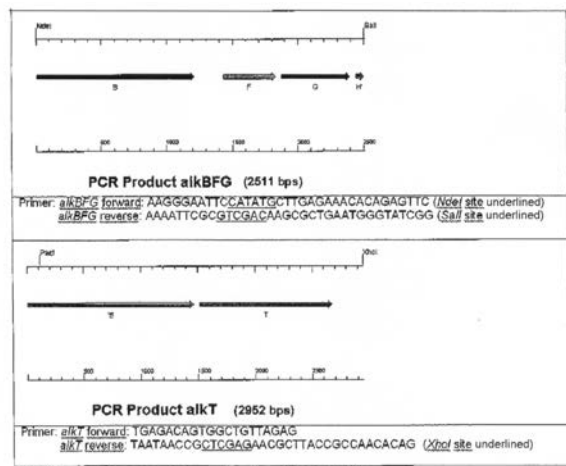 NdeI SalI
B F G H'
500 1000 1500 2000 2500
PCR Product alkBFG (2511 bps)
Primer: alkBFG forward: AAGGGAATTCCATATGCTTGAGAAACACAGAGTTC (NdeI site underlined)
alkBFG reverse: AAAATTCGCGTCGACAAGCGCTGAATGGGTATCGG (SalI site underlined)
PacI XhoI
T
500 1000 1500 2000 2500
PCR Product alkT (2952 bps)
Primer: alkT forward: TGAGACAGTGGCTGTTAGAG
alkT reverse: TAATAACCGCTCGAGAACGCTTACCGCCAACACAG (XhoI site underlined)